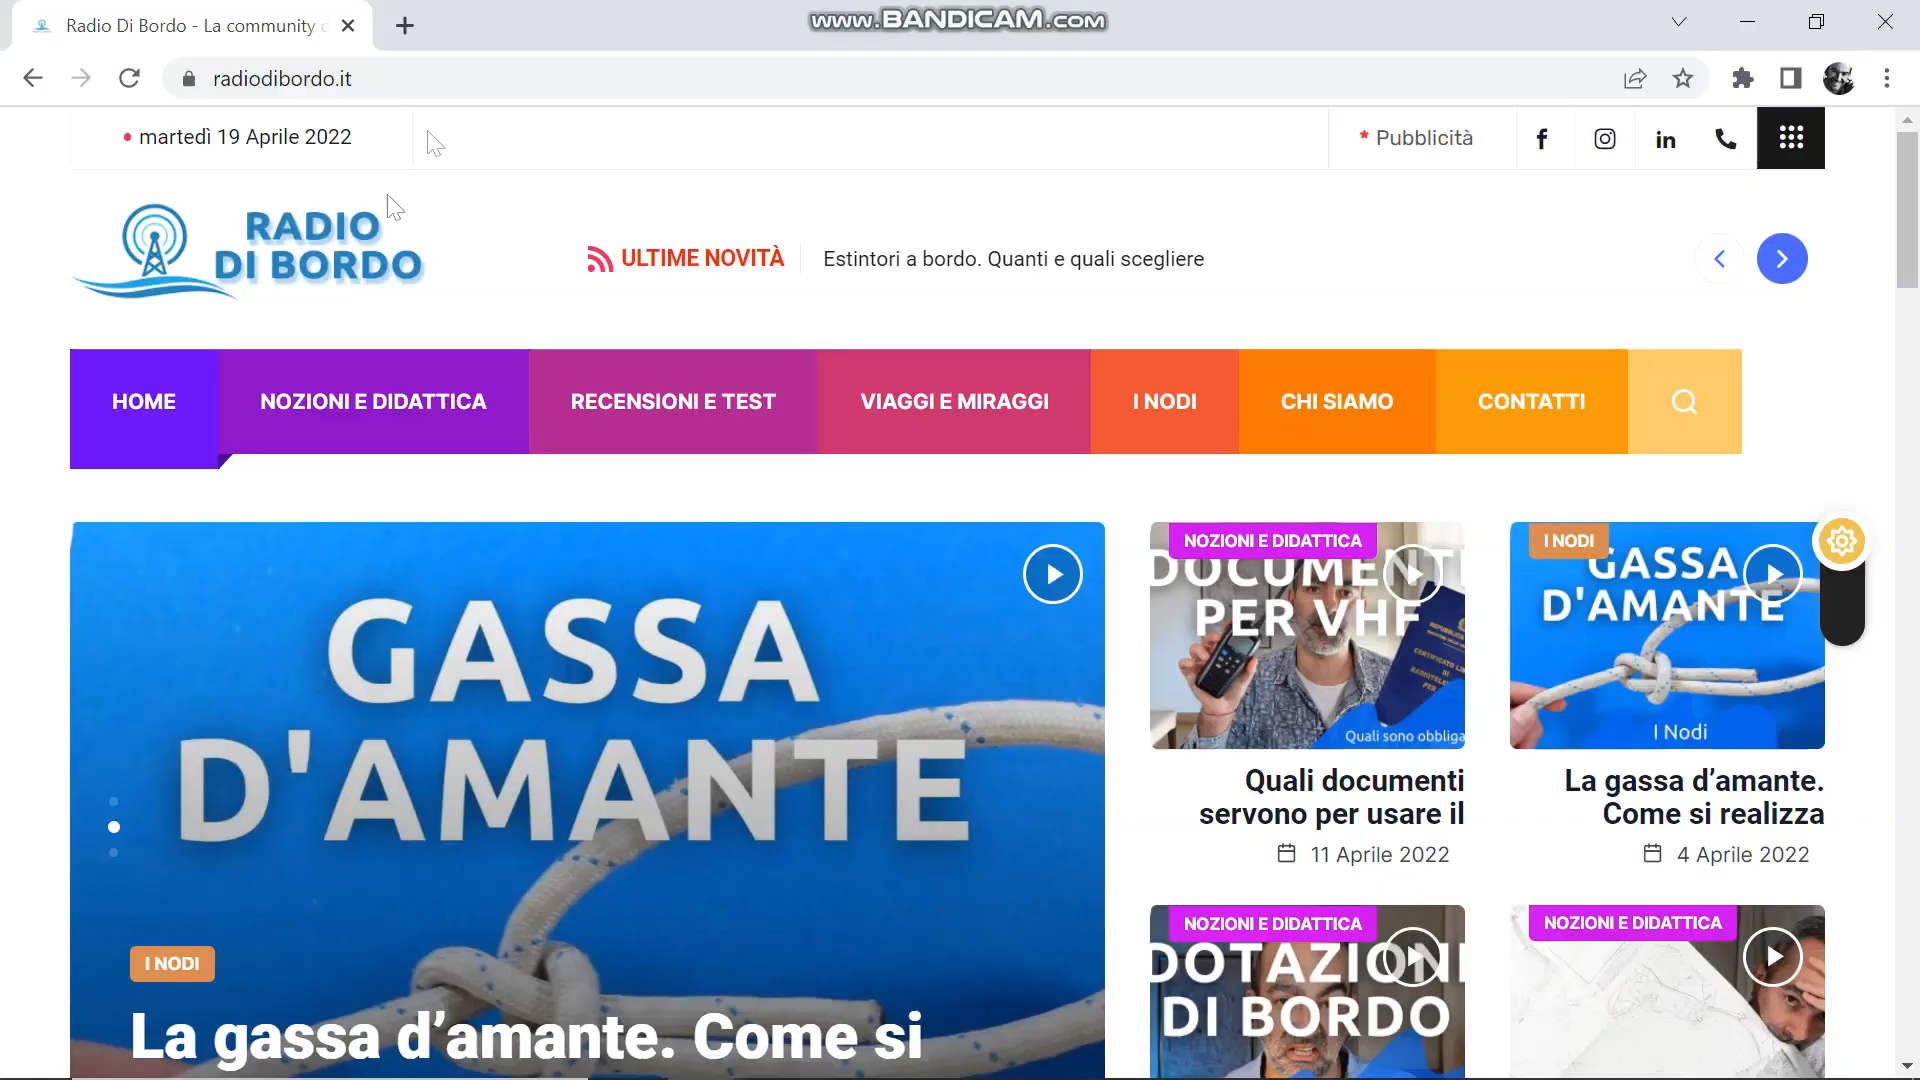 Radio Di Bordo - La community
www.BANDICAM.com
radiodibordo.it
martedì 19 Aprile 2022
* Pubblicità
RADIO
DI BORDO
ULTIME NOVITÀ
Estintori a bordo. Quanti e quali scegliere
HOME
NOZIONI E DIDATTICA
RECENSIONI E TEST
VIAGGI E MIRAGGI
I NODI
CHI SIAMO
CONTATTI
GASSA
D'AMANTE
I NODI
La gassa d’amante. Come si
NOZIONI E DIDATTICA
DOCUMENTI
PER VHF
REPUBBLICA
Quali sono obbliga
Quali documenti
servono per usare il
11 Aprile 2022
I NODI
GASSA
D'AMANTE
I Nodi
La gassa d’amante.
Come si realizza
4 Aprile 2022
NOZIONI E DIDATTICA
DOTAZIONI
DI BORDO
NOZIONI E DIDATTICA